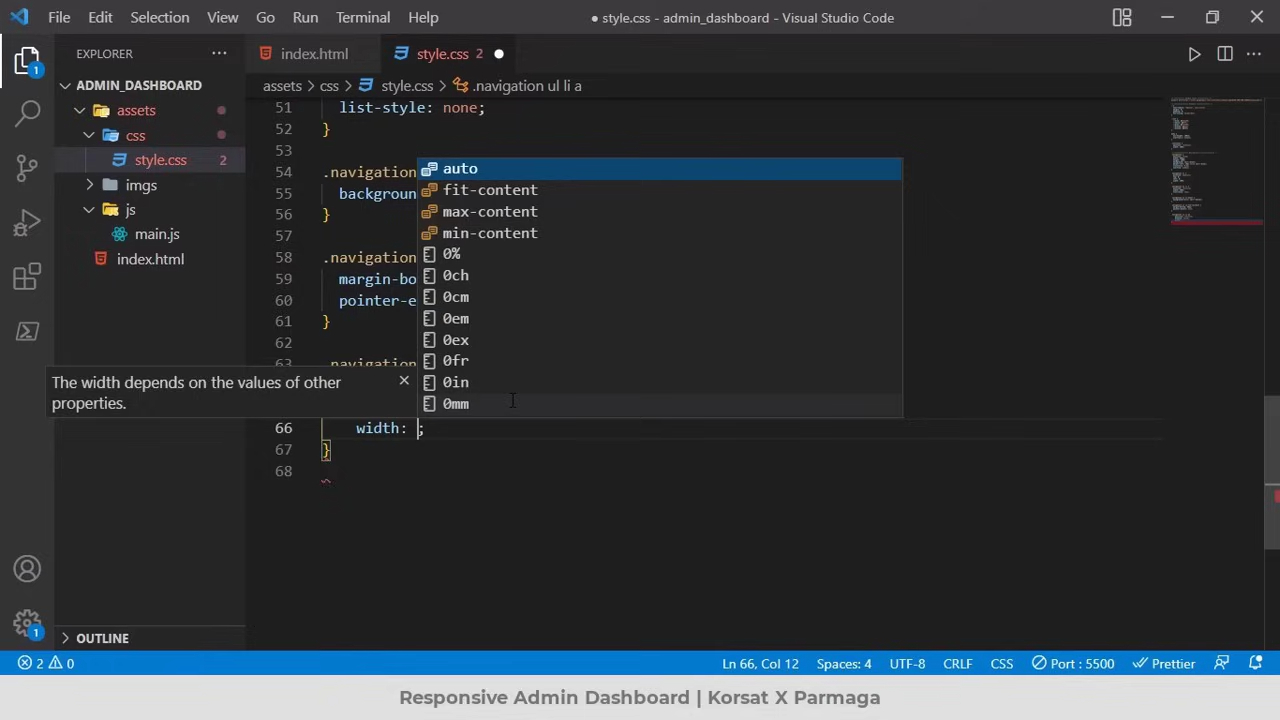 File Edit Selection View Go Run Terminal Help
● style.css - admin_dashboard - Visual Studio Code
EXPLORER
index.html
style.css 2
ADMIN_DASHBOARD
assets > css > style.css > .navigation ul li a
assets
css
style.css 2
imgs
js
main.js
index.html
51 list-style: none;
52 }
53
54 .navigation
55 backgroun
56 }
57
58 .navigation
59 margin-bo
60 pointer-e
61 }
62
63 .navigation
auto
fit-content
max-content
min-content
0%
0ch
0cm
0em
0ex
0fr
0in
0mm
The width depends on the values of other
properties.
66 width: ;
67 }
68
1
1
OUTLINE
2 0 Ln 66, Col 12 Spaces: 4 UTF-8 CRLF CSS Port : 5500 Prettier
Responsive Admin Dashboard | Korsat X Parmaga